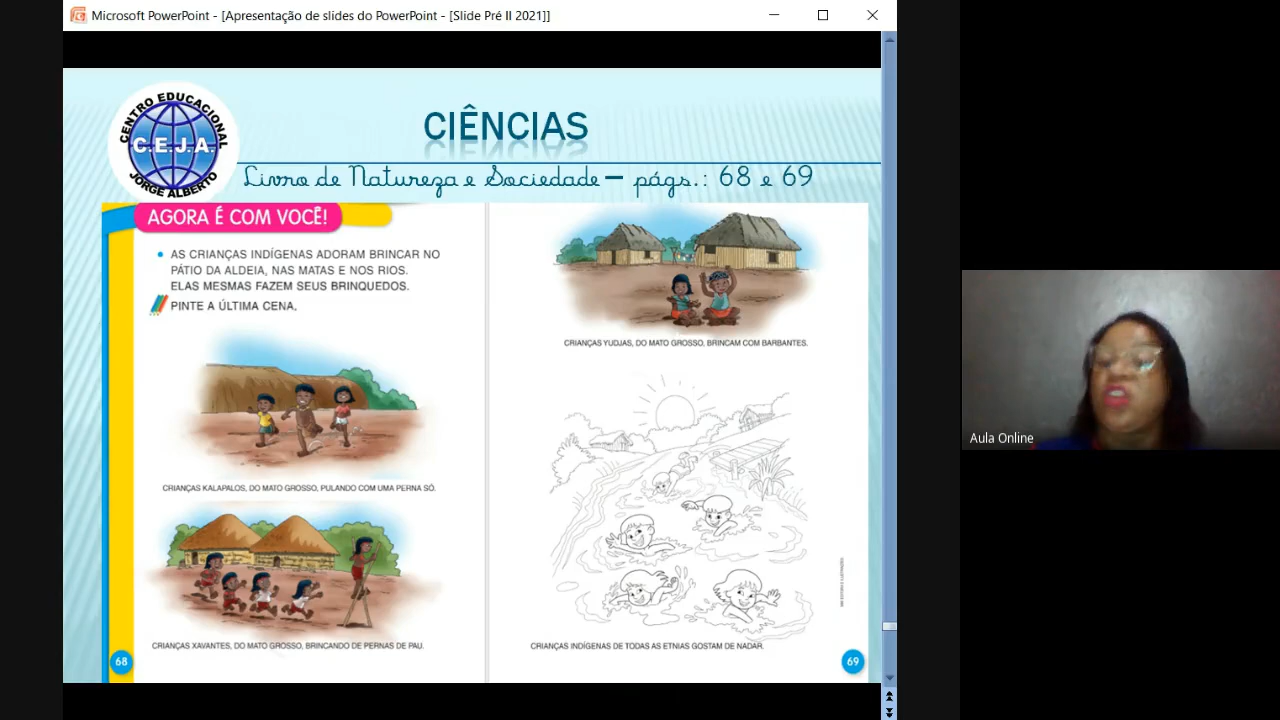 Microsoft PowerPoint - [Apresentação de slides do PowerPoint - [Slide Pré II 2021]]
CENTRO EDUCACIONAL
C.E.J.A.
JORGE ALBERTO
CIÊNCIAS
Livro de Natureza e Sociedade – págs.: 68 e 69
AGORA É COM VOCÊ!
• AS CRIANÇAS INDÍGENAS ADORAM BRINCAR NO
PÁTIO DA ALDEIA, NAS MATAS E NOS RIOS.
ELAS MESMAS FAZEM SEUS BRINQUEDOS.
PINTE A ÚLTIMA CENA.
CRIANÇAS KALAPALOS, DO MATO GROSSO, PULANDO COM UMA PERNA SÓ.
CRIANÇAS XAVANTES, DO MATO GROSSO, BRINCANDO DE PERNAS DE PAU.
68
CRIANÇAS YUDJAS, DO MATO GROSSO, BRINCAM COM BARBANTES.
CRIANÇAS INDÍGENAS DE TODAS AS ETNIAS GOSTAM DE NADAR.
69
Aula Online